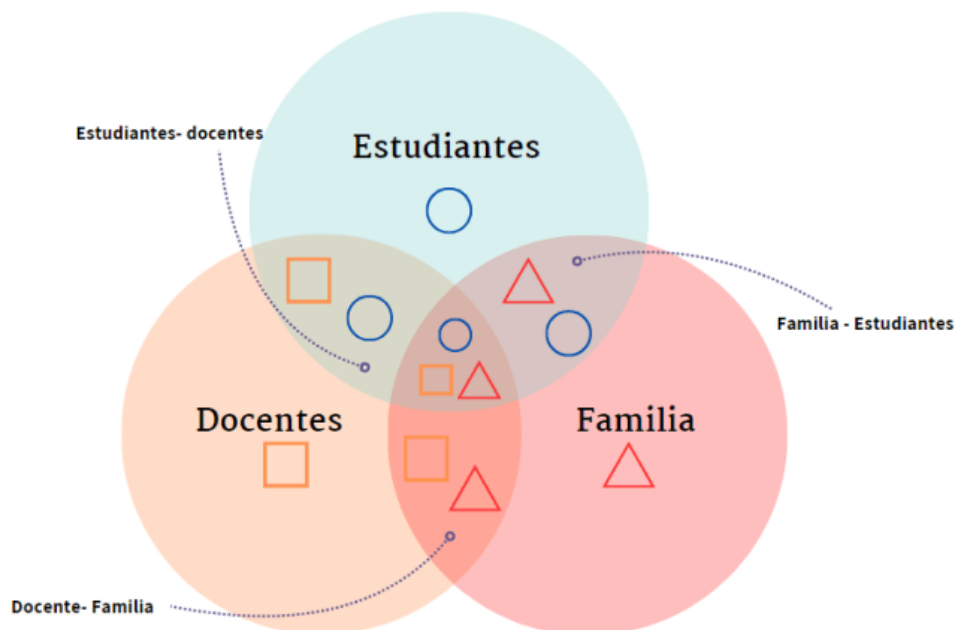 Estudiantes- docentes
Estudiantes
Familia - Estudiantes
Docentes
Familia
Docente- Familia